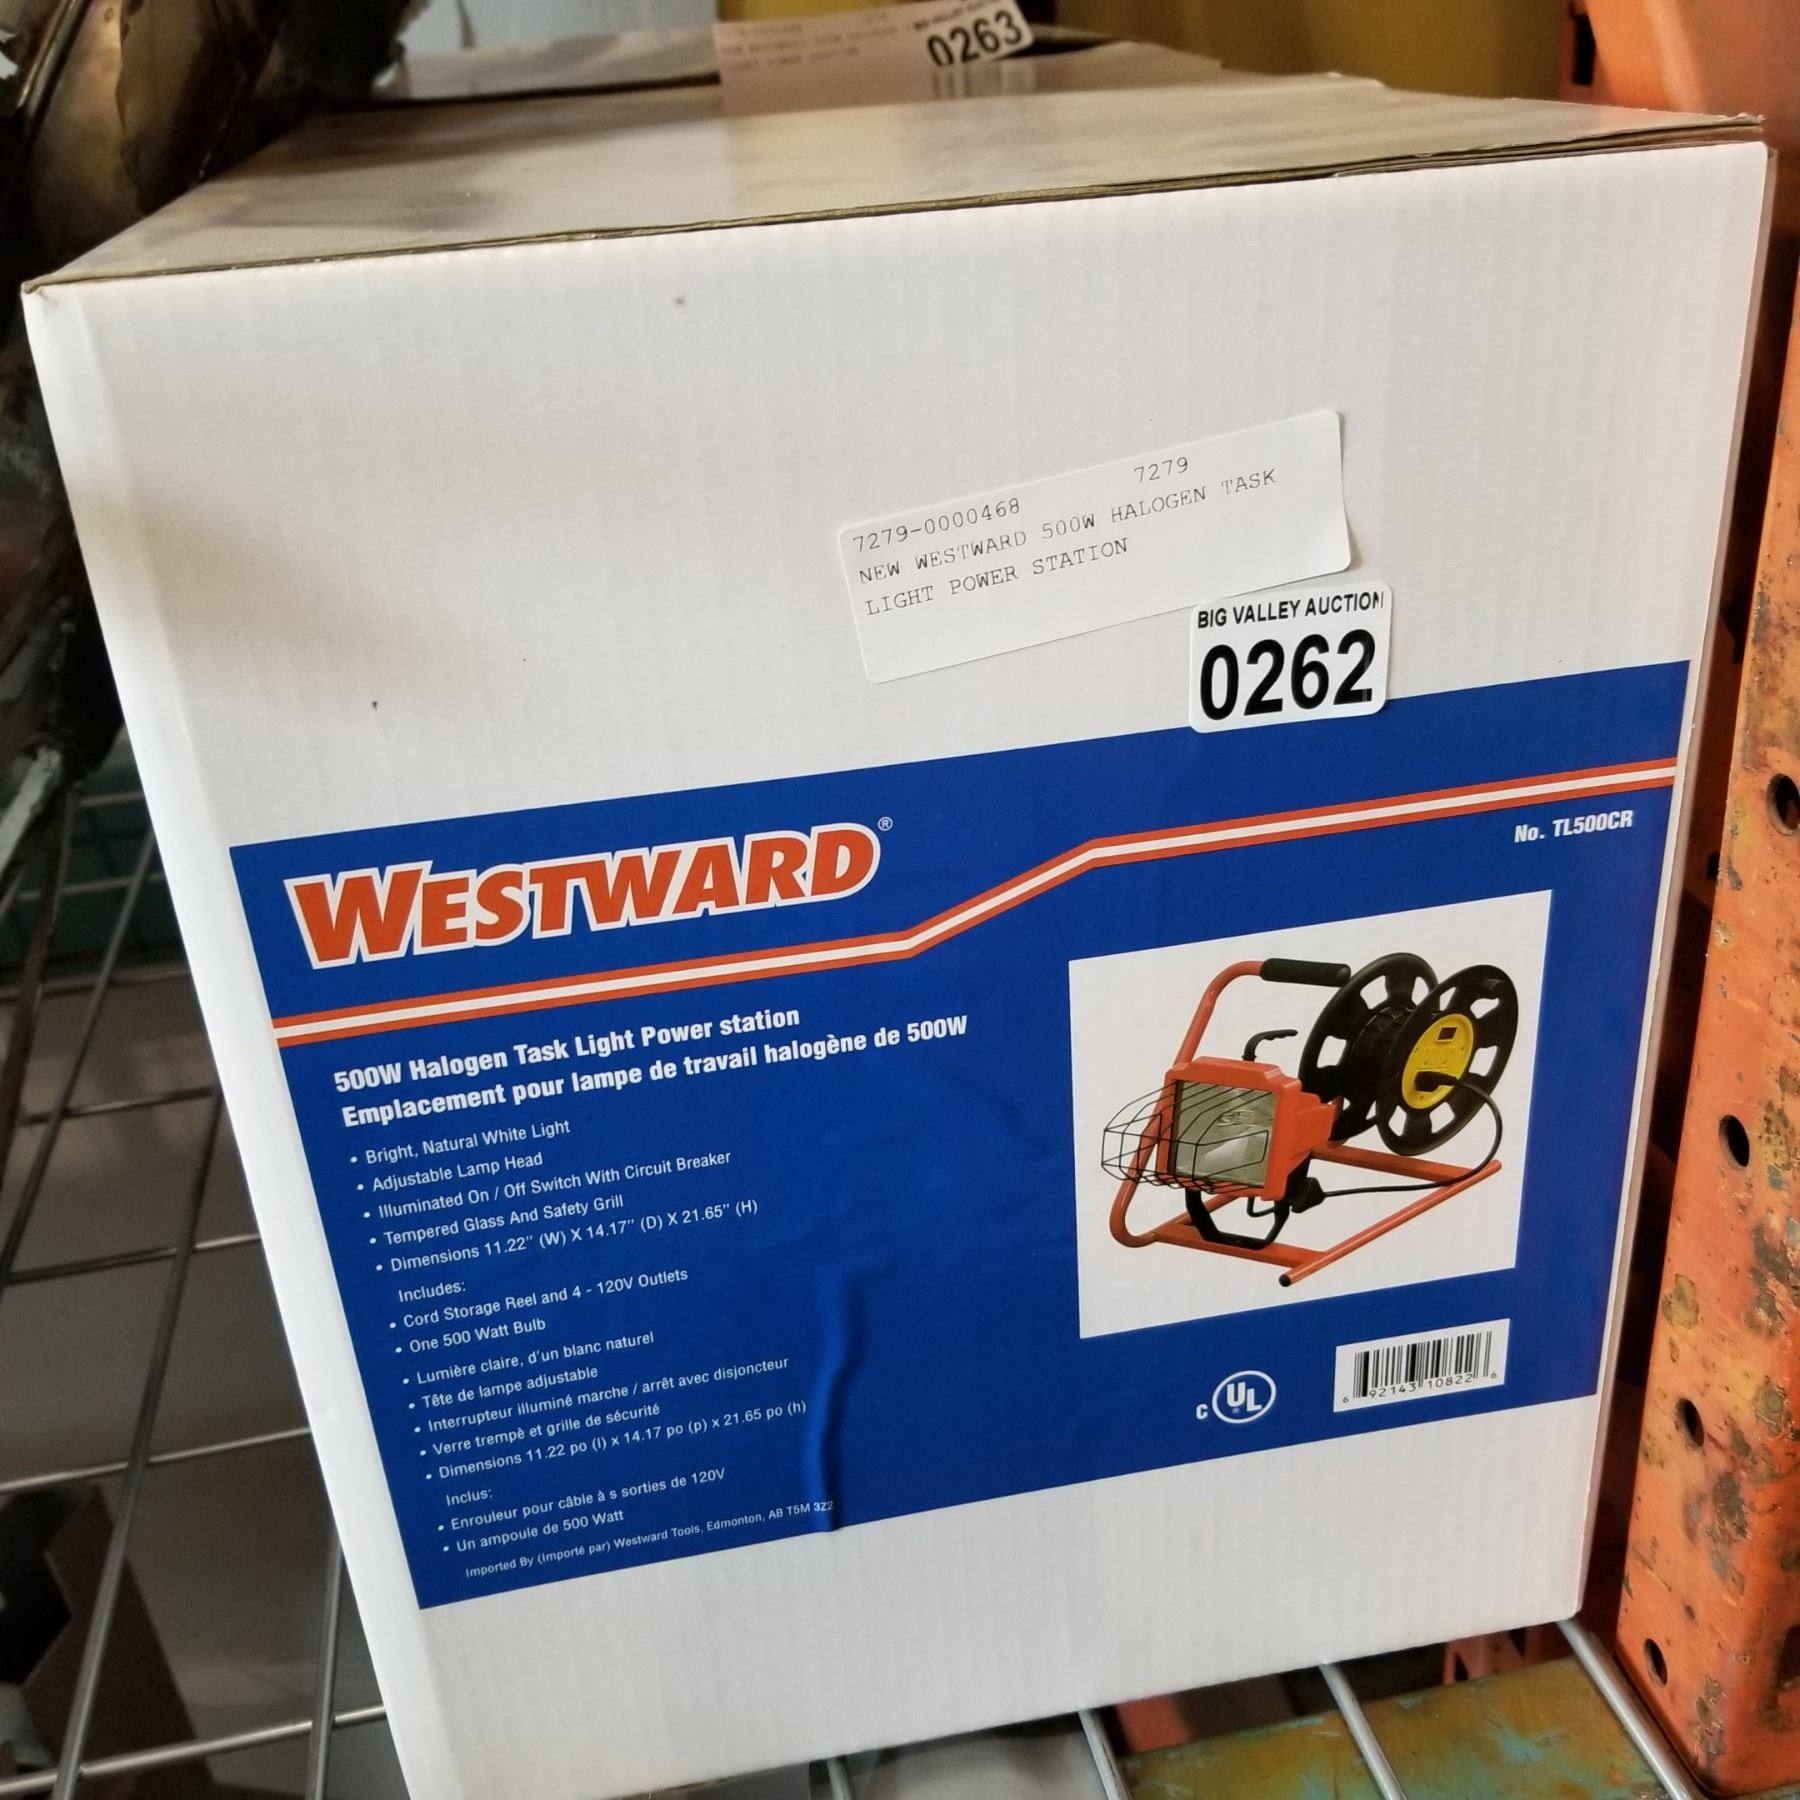 0263
7279-0000468 7279
NEW WESTWARD 500W HALOGEN TASK
LIGHT POWER STATION
BIG VALLEY AUCTION
0262
No. TL500CR
WESTWARD®
500W Halogen Task Light Power station
Emplacement pour lampe de travail halogène de 500W
• Bright, Natural White Light
• Adjustable Lamp Head
• Illuminated On / Off Switch With Circuit Breaker
• Tempered Glass And Safety Grill
• Dimensions 11.22" (W) X 14.17" (D) X 21.65" (H)
Includes:
• Cord Storage Reel and 4 - 120V Outlets
• One 500 Watt Bulb
• Lumière claire, d'un blanc naturel
• Tête de lampe adjustable
• Interrupteur illuminé marche / arrêt avec disjoncteur
• Verre trempè et grille de sécurité
• Dimensions 11.22 po (l) x 14.17 po (p) x 21.65 po (h)
Inclus:
• Enrouleur pour câble à s sorties de 120V
• Un ampoule de 500 Watt
Imported By (Importé par) Westward Tools, Edmonton, AB T5M 3Z2
C UL
6 92143 10822 6